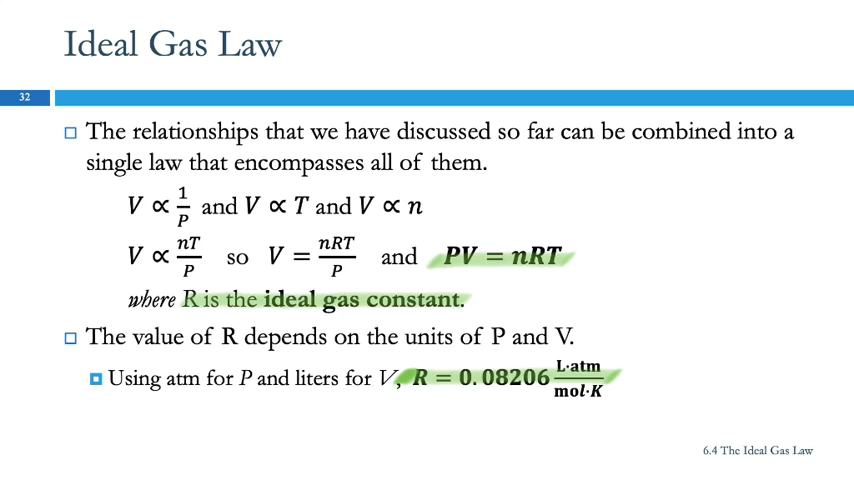 Ideal Gas Law
32
□ The relationships that we have discussed so far can be combined into a
single law that encompasses all of them.
V ∝ 1/P and V ∝ T and V ∝ n
V ∝ nT/P so V = nRT/P and PV = nRT
where R is the ideal gas constant.
□ The value of R depends on the units of P and V.
Using atm for P and liters for V, R = 0.08206 L·atm/mol·K
6.4 The Ideal Gas Law